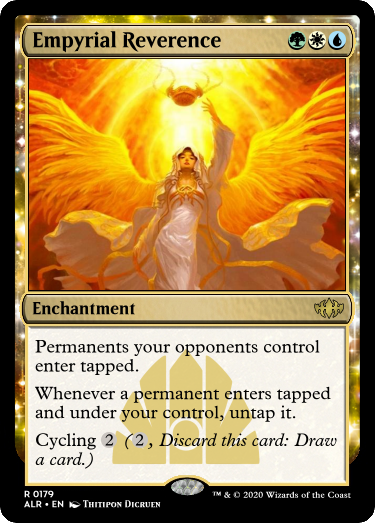 Empyrial Reverence
Enchantment
Permanents your opponents control
enter tapped.
Whenever a permanent enters tapped
and under your control, untap it.
Cycling 2 ( 2 , Discard this card: Draw
a card.)
R 0179
ALR • EN Thitipon Dicruen
™ & © 2020 Wizards of the Coast